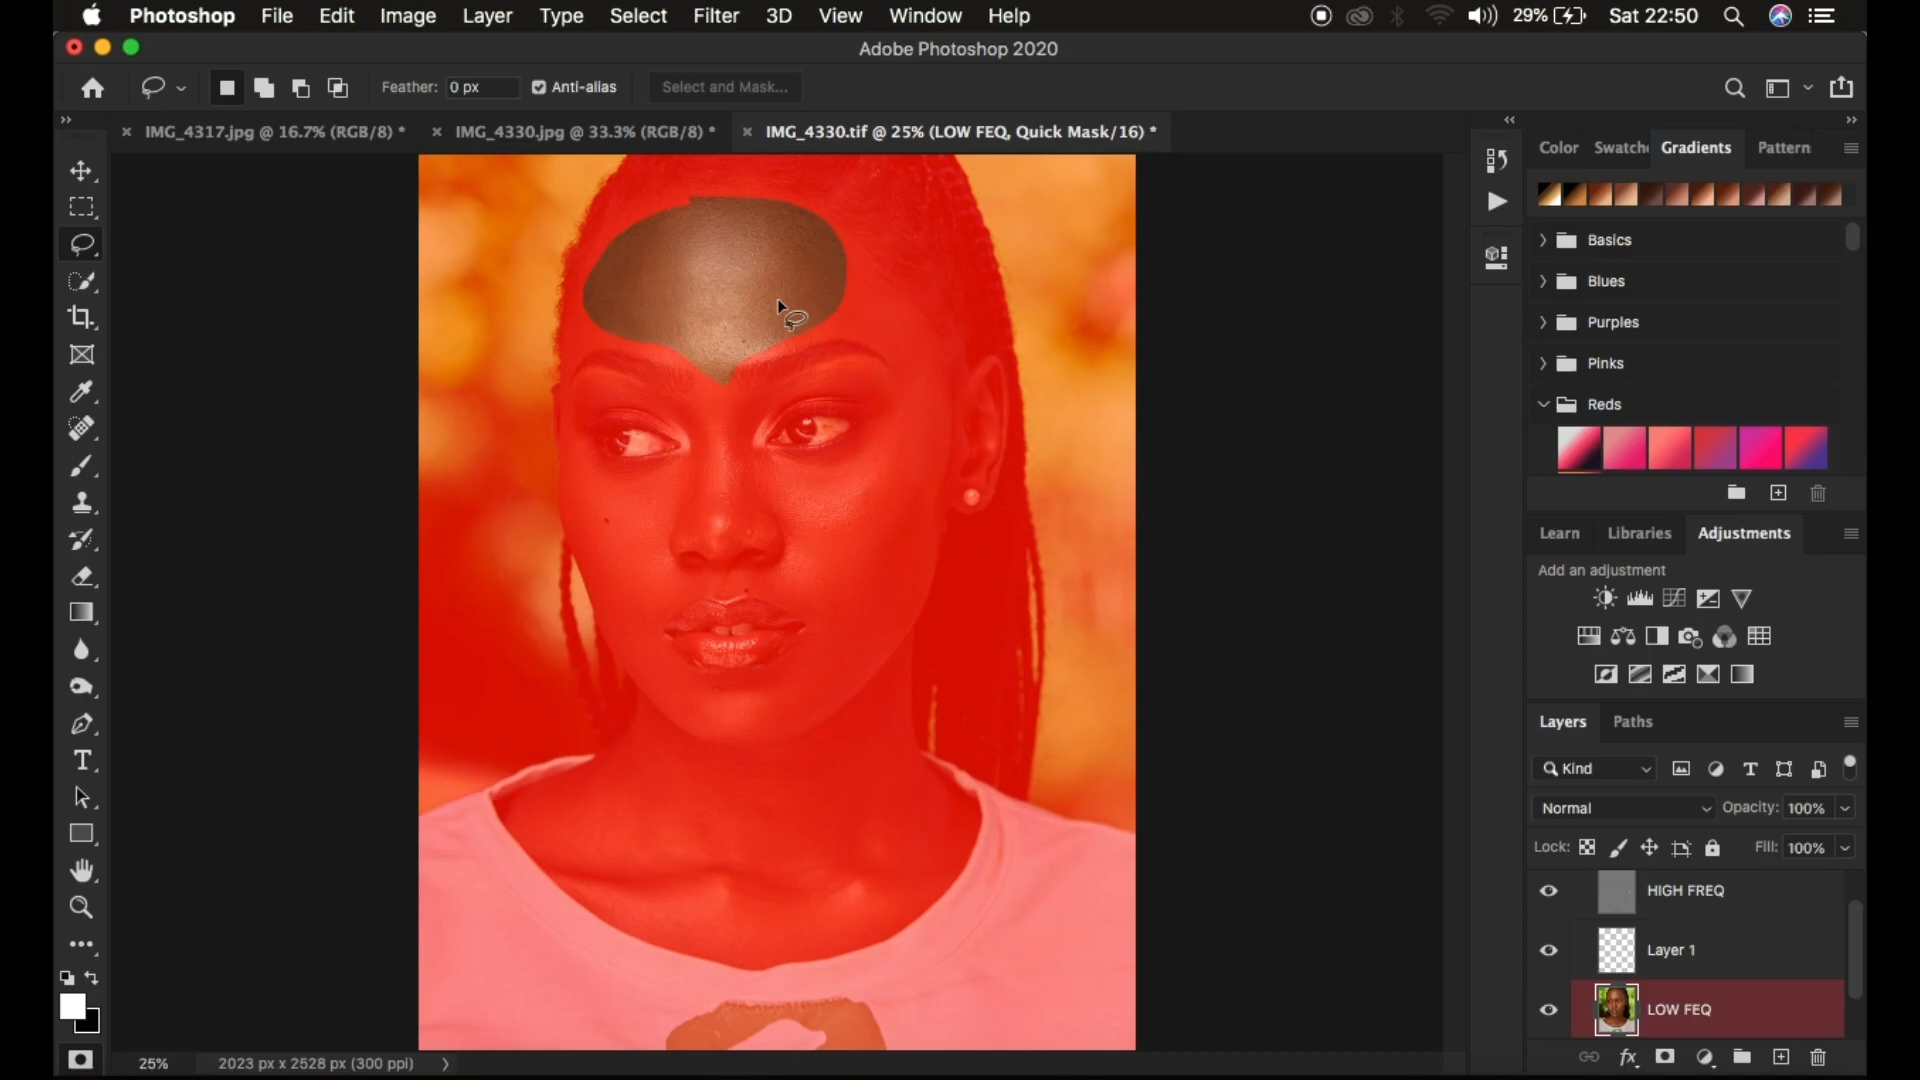 Photoshop File Edit Image Layer Type Select Filter 3D View Window Help 29% Sat 22:50
Adobe Photoshop 2020
Feather: 0 px Anti-alias Select and Mask...
IMG_4317.jpg @ 16.7% (RGB/8) * IMG_4330.jpg @ 33.3% (RGB/8) * IMG_4330.tif @ 25% (LOW FEQ, Quick Mask/16) *
Color Swatche Gradients Pattern
Basics
Blues
Purples
Pinks
Reds
Learn Libraries Adjustments
Add an adjustment
Layers Paths
Kind
Normal Opacity: 100%
Lock: Fill: 100%
HIGH FREQ
Layer 1
LOW FEQ
25% 2023 px x 2528 px (300 ppi)